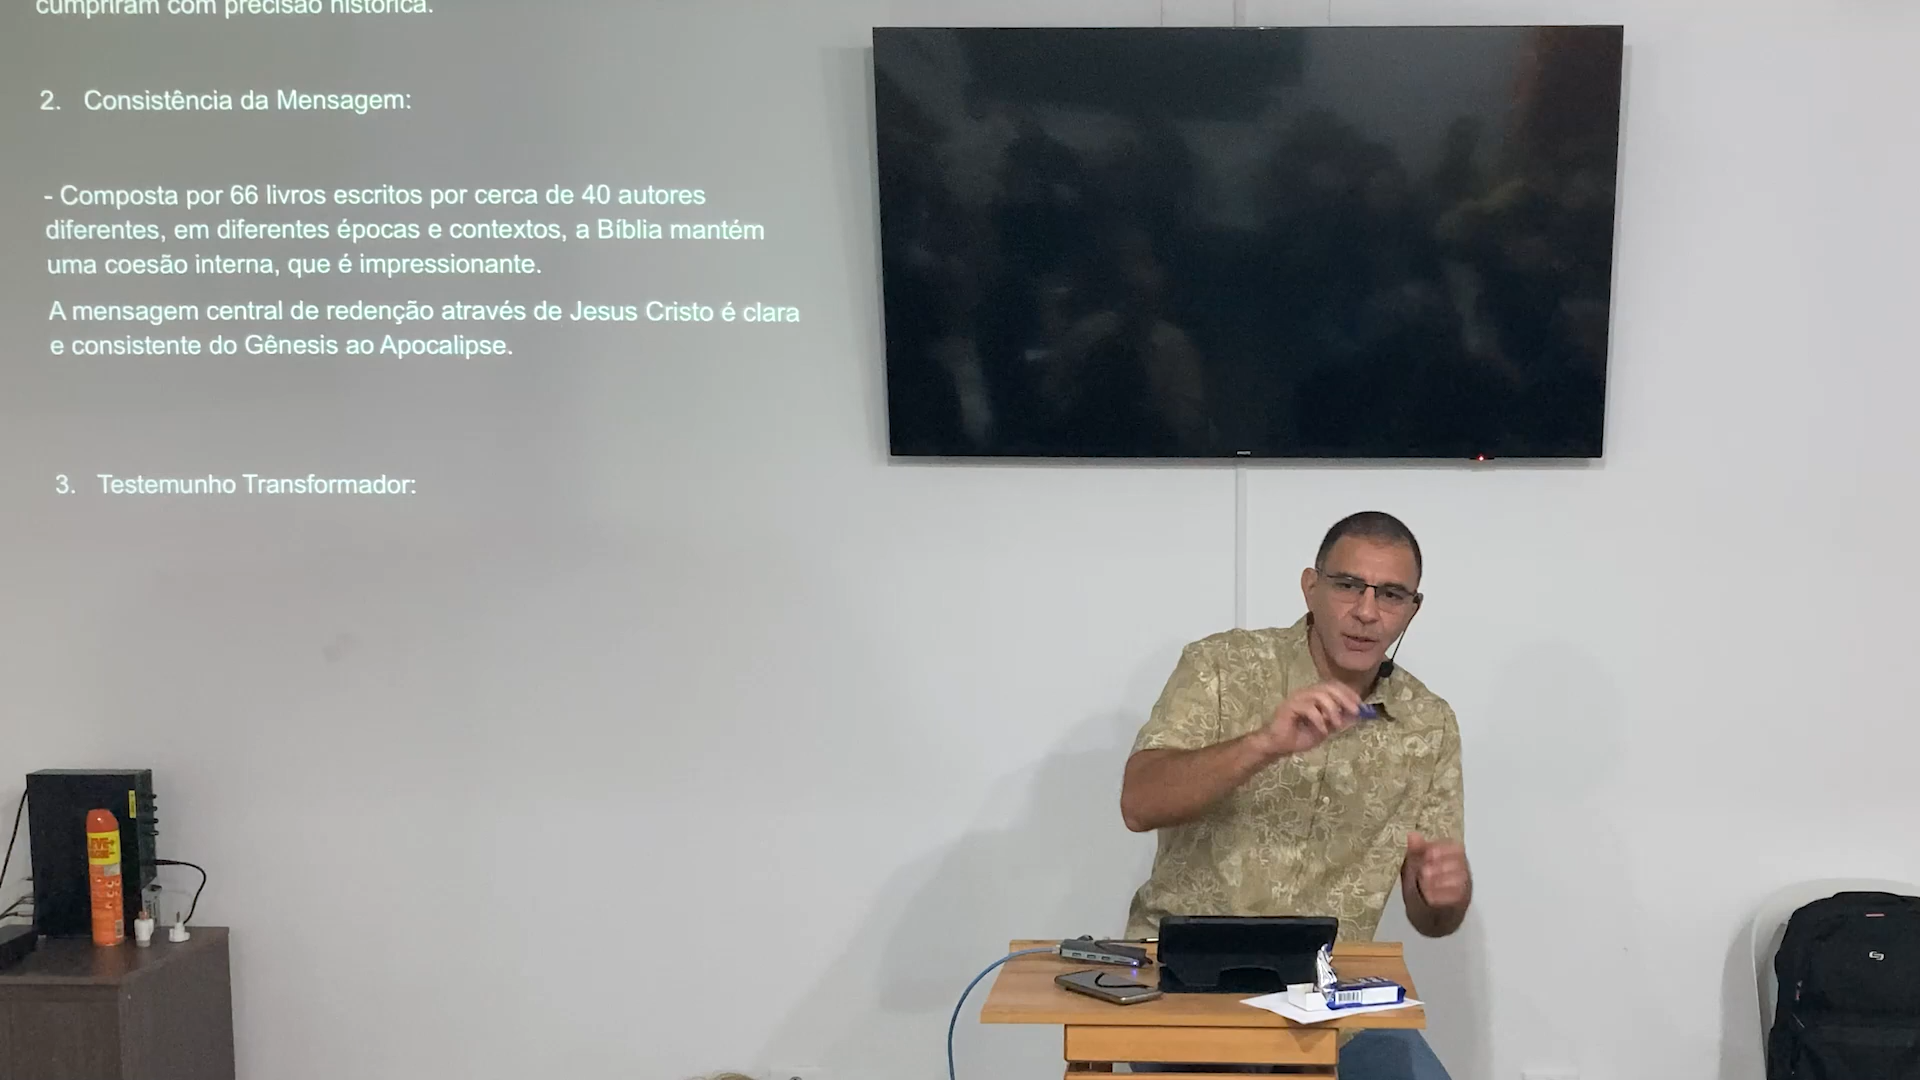 cumpriram com precisão histórica.
2. Consistência da Mensagem:
- Composta por 66 livros escritos por cerca de 40 autores
diferentes, em diferentes épocas e contextos, a Bíblia mantém
uma coesão interna, que é impressionante.
A mensagem central de redenção através de Jesus Cristo é clara
e consistente do Gênesis ao Apocalipse.
3. Testemunho Transformador: